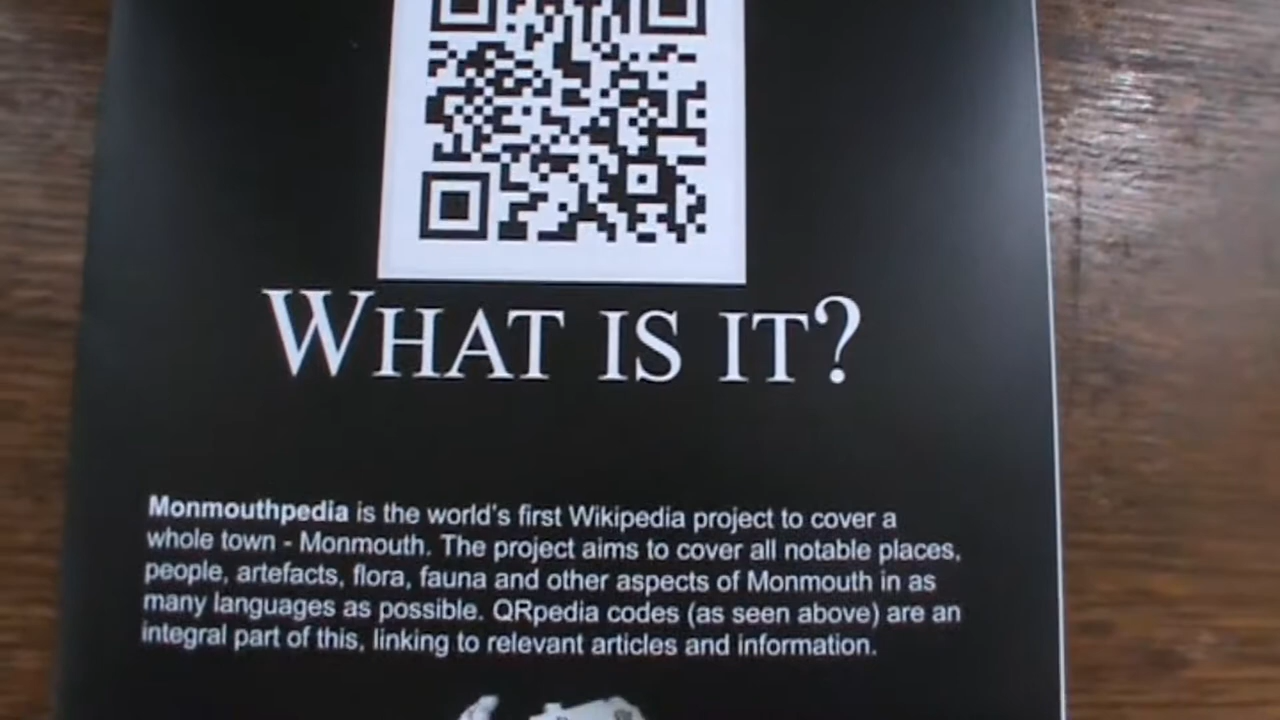 WHAT IS IT?
Monmouthpedia is the world's first Wikipedia project to cover a
whole town - Monmouth. The project aims to cover all notable places,
people, artefacts, flora, fauna and other aspects of Monmouth in as
many languages as possible. QRpedia codes (as seen above) are an
integral part of this, linking to relevant articles and information.